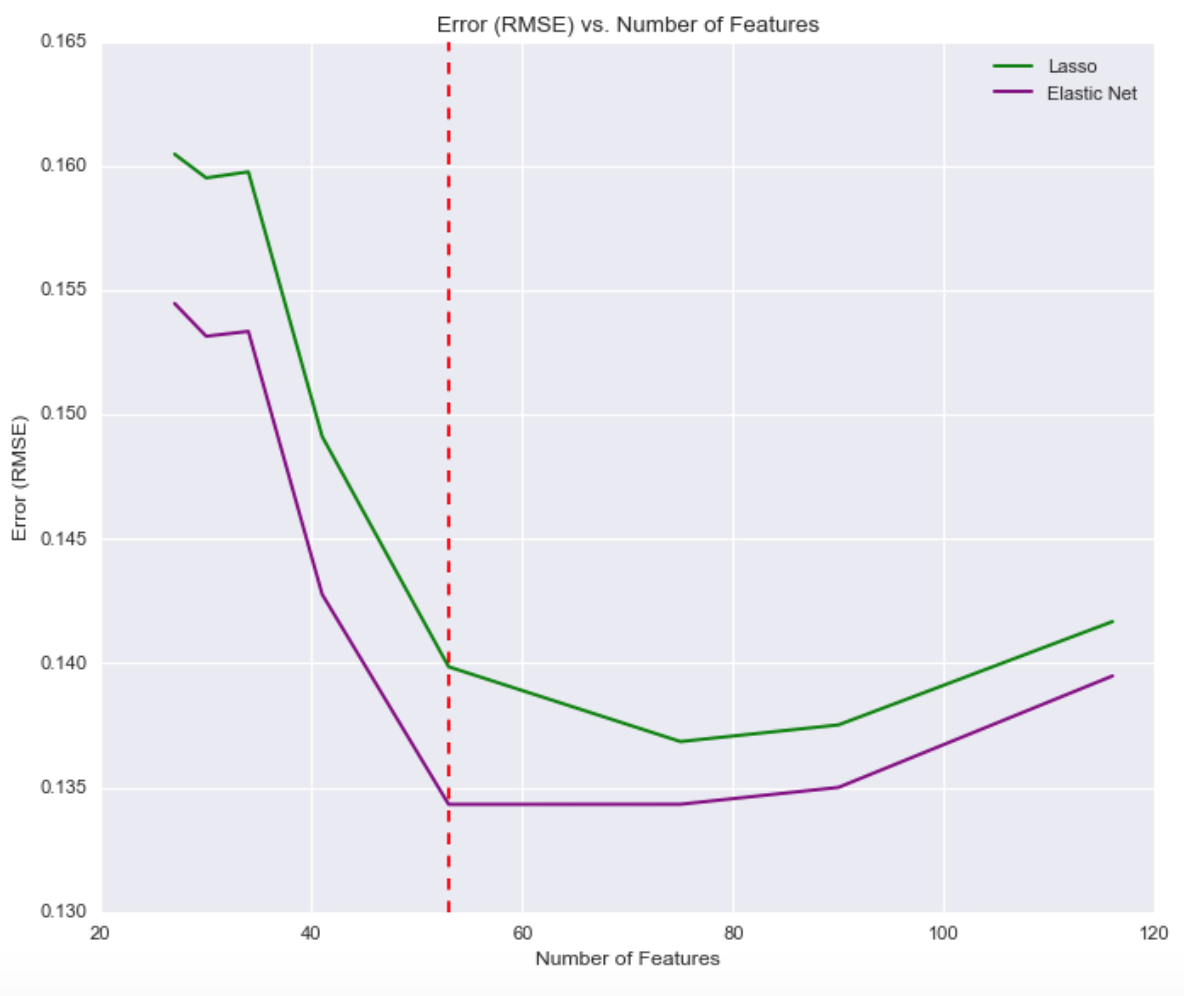 Error (RMSE) vs. Number of Features
0.165
0.160
0.155
0.150
0.145
0.140
0.135
0.130
Error (RMSE)
Lasso
Elastic Net
20 40 60 80 100 120
Number of Features